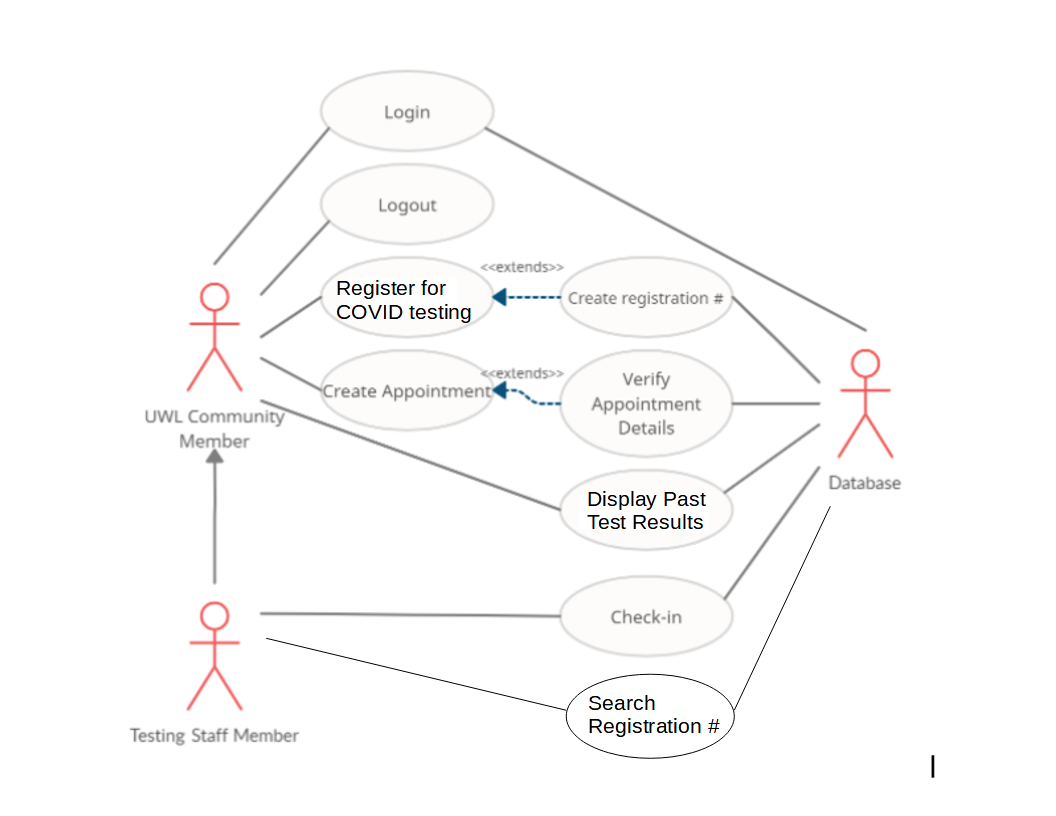 Login
Logout
<<extends>>
Register for
COVID testing
Create registration #
<<extends>>
Create Appointment
Verify
Appointment
Details
UWL Community
Member
Database
Display Past
Test Results
Check-in
Search
Registration #
Testing Staff Member